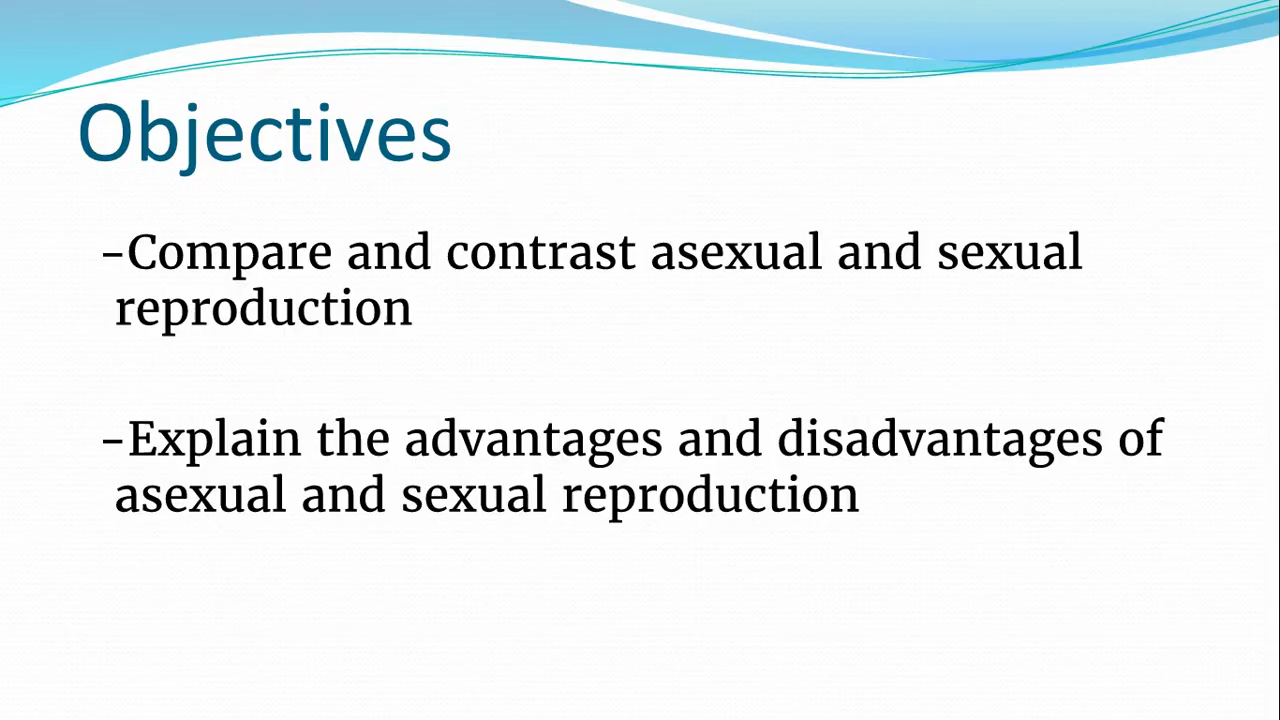 Objectives
-Compare and contrast asexual and sexual
reproduction
-Explain the advantages and disadvantages of
asexual and sexual reproduction